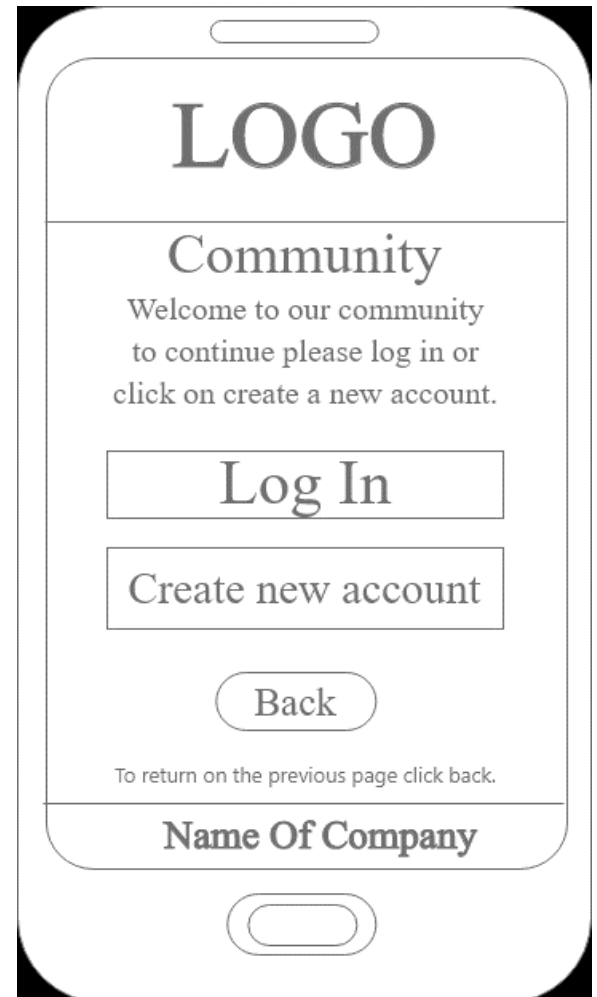 LOGO
Community
Welcome to our community
to continue please log in or
click on create a new account.
Log In
Create new account
Back
To return on the previous page click back.
Name Of Company